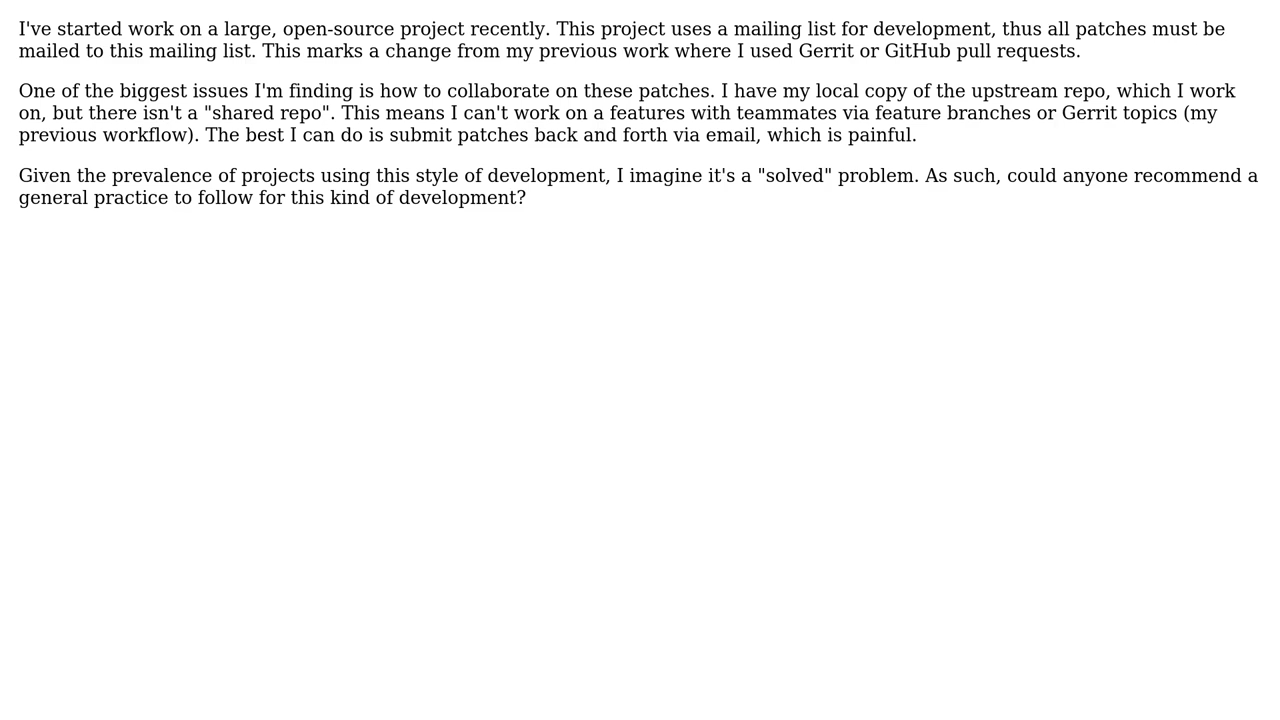 I've started work on a large, open-source project recently. This project uses a mailing list for development, thus all patches must be
mailed to this mailing list. This marks a change from my previous work where I used Gerrit or GitHub pull requests.
One of the biggest issues I'm finding is how to collaborate on these patches. I have my local copy of the upstream repo, which I work
on, but there isn't a "shared repo". This means I can't work on a features with teammates via feature branches or Gerrit topics (my
previous workflow). The best I can do is submit patches back and forth via email, which is painful.
Given the prevalence of projects using this style of development, I imagine it's a "solved" problem. As such, could anyone recommend a
general practice to follow for this kind of development?